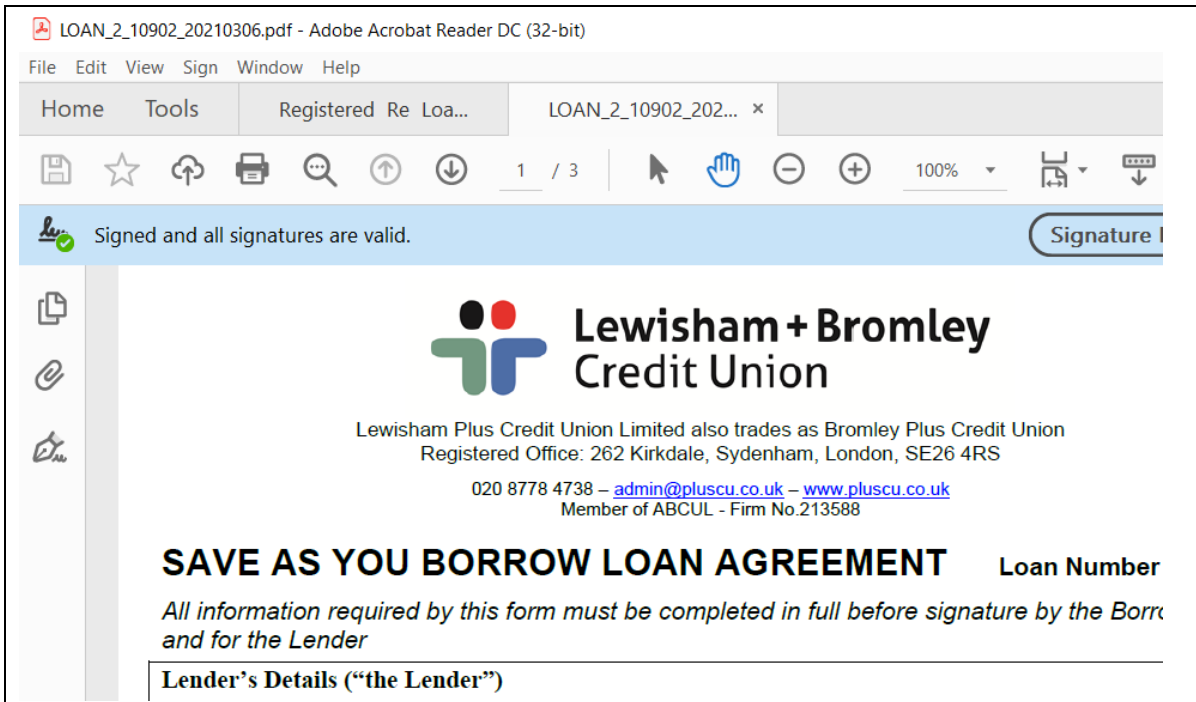 LOAN_2_10902_20210306.pdf - Adobe Acrobat Reader DC (32-bit)
File Edit View Sign Window Help
Home Tools Registered Re Loa... LOAN_2_10902_202... ×
1 / 3 100%
Signed and all signatures are valid.
Signature
Lewisham + Bromley
Credit Union
Lewisham Plus Credit Union Limited also trades as Bromley Plus Credit Union
Registered Office: 262 Kirkdale, Sydenham, London, SE26 4RS
020 8778 4738 – admin@pluscu.co.uk – www.pluscu.co.uk
Member of ABCUL - Firm No.213588
SAVE AS YOU BORROW LOAN AGREEMENT Loan Number
All information required by this form must be completed in full before signature by the
and for the Lender
Lender's Details (“the Lender”)